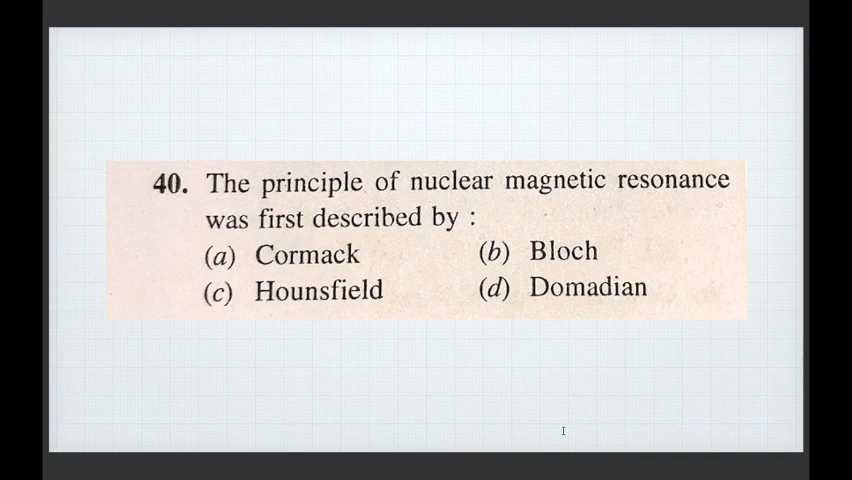 40. The principle of nuclear magnetic resonance
was first described by :
(a) Cormack (b) Bloch
(c) Hounsfield (d) Domadian